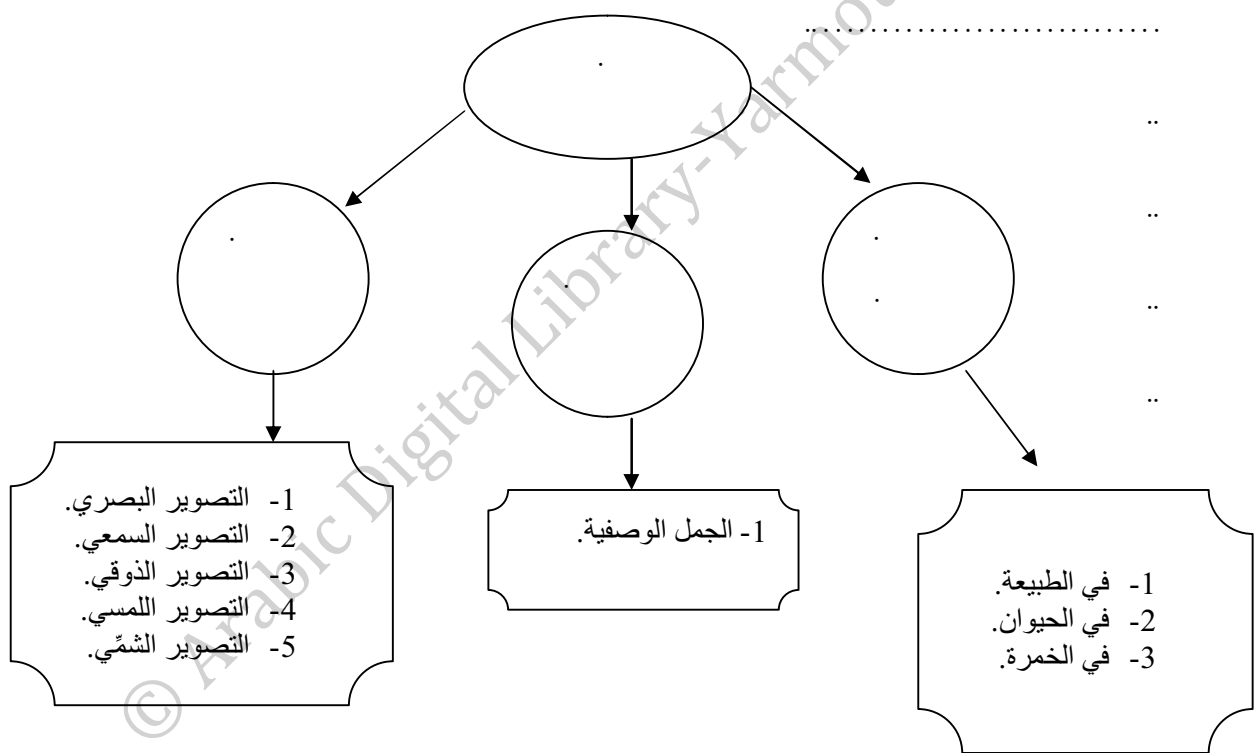 1- في الطبيعة.
2- في الحيوان.
3- في الخمرة.
1- الجمل الوصفية.
1- التصوير البصري.
2- التصوير السمعي.
3- التصوير الذوقي.
4- التصوير اللمسي.
5- التصوير الشمِّي.
© Arabic Digital Library-Yarmou